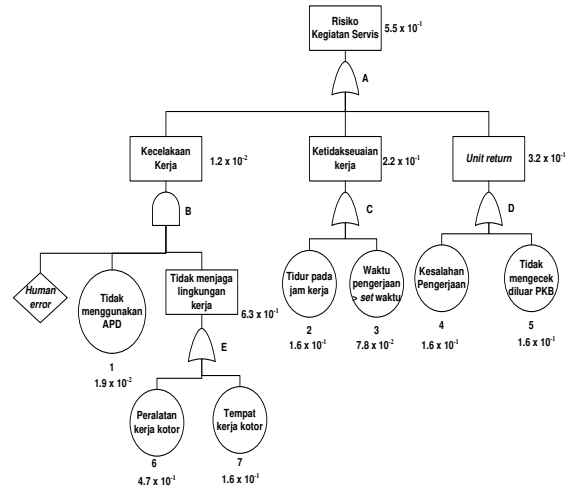 Risiko
Kegiatan Servis
5.5 x 10⁻¹
A
Kecelakaan
Kerja
1.2 x 10⁻²
Ketidakseuaian
kerja
2.2 x 10⁻¹
Unit return
3.2 x 10⁻¹
B
C
D
Human
error
Tidak
menggunakan
APD
1
1.9 x 10⁻²
Tidak menjaga
lingkungan
kerja
6.3 x 10⁻¹
Tidur pada
jam kerja
2
1.6 x 10⁻¹
Waktu
pengerjaan
> set waktu
3
7.8 x 10⁻²
Kesalahan
Pengerjaan
4
1.6 x 10⁻¹
Tidak
mengecek
diluar PKB
5
1.6 x 10⁻¹
E
Peralatan
kerja kotor
6
4.7 x 10⁻¹
Tempat
kerja kotor
7
1.6 x 10⁻¹